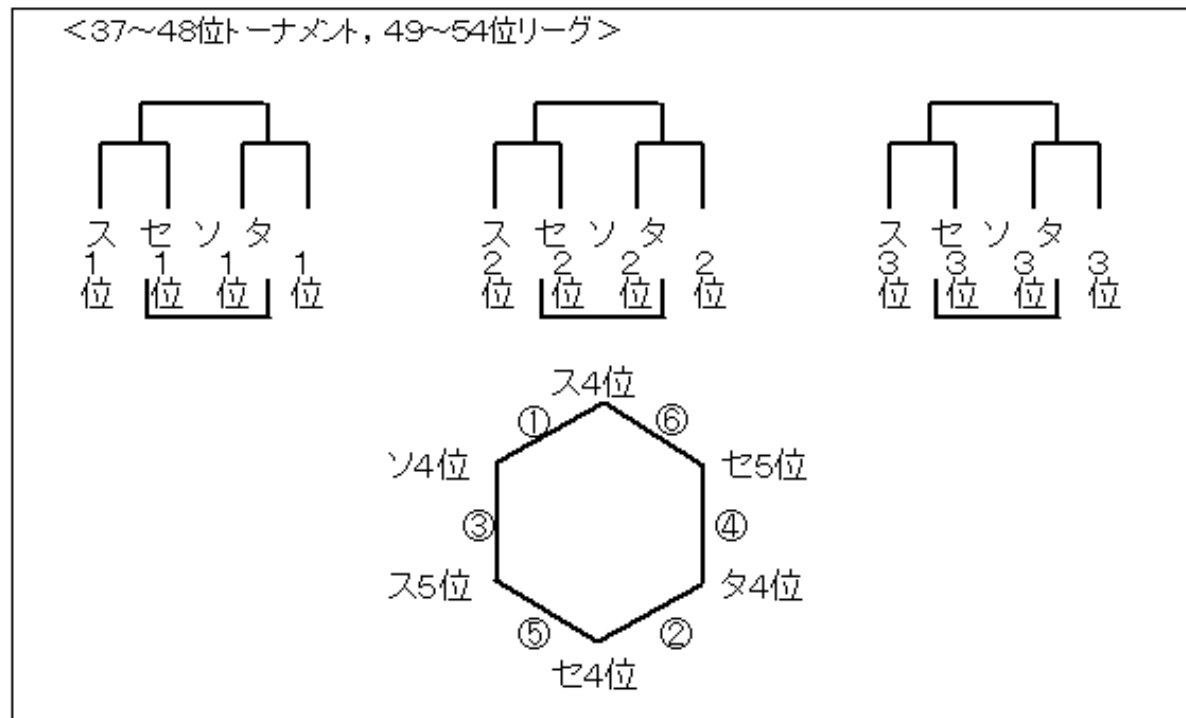 <37~48位トーナメント, 49~54位リーグ>
ス セ ソ タ
1位 1位 1位 1位
ス セ ソ タ
2位 2位 2位 2位
ス セ ソ タ
3位 3位 3位 3位
ス4位
① ⑥
ソ4位 セ5位
③ ④
ス5位 タ4位
⑤ ②
セ4位